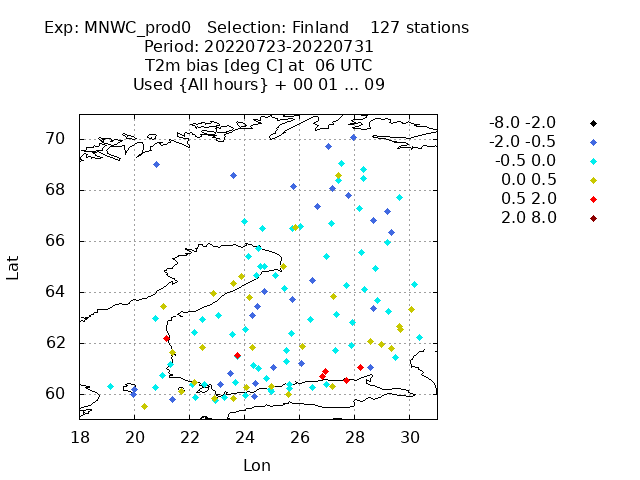 Exp: MNWC_prod0   Selection: Finland    127 stations
Period: 20220723-20220731
T2m bias [deg C] at  06 UTC
Used {All hours} + 00 01 ... 09
-8.0 -2.0
-2.0 -0.5
-0.5 0.0
0.0 0.5
0.5 2.0
2.0 8.0
70
68
66
64
62
60
Lat
18 20 22 24 26 28 30
Lon